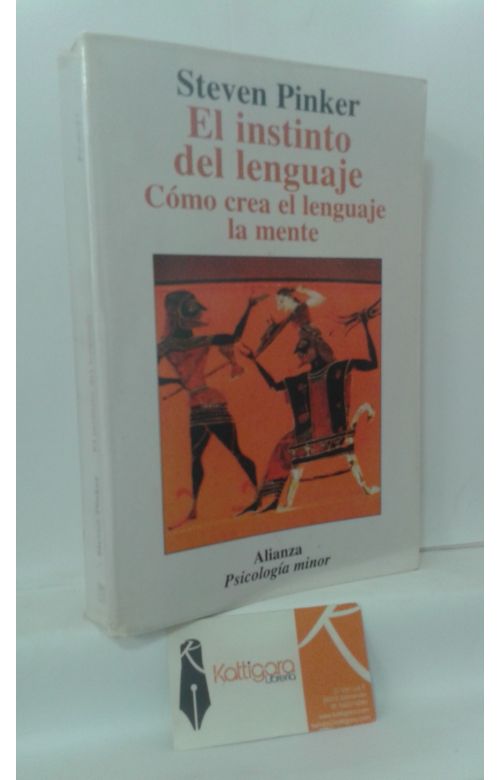 Steven Pinker
El instinto
del lenguaje
Cómo crea el lenguaje
la mente
Alianza
Psicología minor
Kattigara
Librería